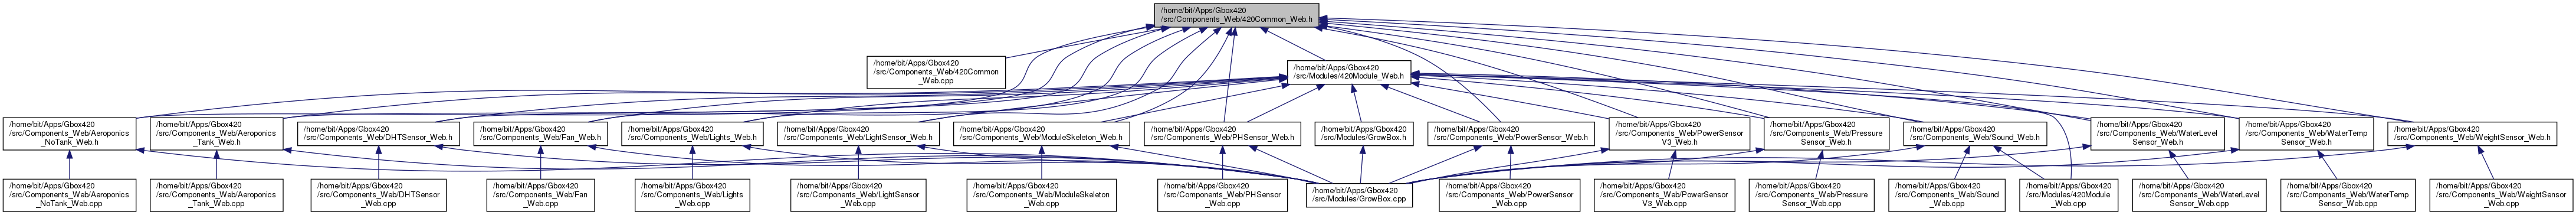 /home/bit/Apps/Gbox420
/src/Components_Web/420Common_Web.h
/home/bit/Apps/Gbox420
/src/Components_Web/420Common
_Web.cpp
/home/bit/Apps/Gbox420
/src/Modules/420Module_Web.h
/home/bit/Apps/Gbox420
/src/Components_Web/Aeroponics
_NoTank_Web.h
/home/bit/Apps/Gbox420
/src/Components_Web/Aeroponics
_Tank_Web.h
/home/bit/Apps/Gbox420
/src/Components_Web/DHTSensor_Web.h
/home/bit/Apps/Gbox420
/src/Components_Web/Fan_Web.h
/home/bit/Apps/Gbox420
/src/Components_Web/Lights_Web.h
/home/bit/Apps/Gbox420
/src/Components_Web/LightSensor_Web.h
/home/bit/Apps/Gbox420
/src/Components_Web/ModuleSkeleton_Web.h
/home/bit/Apps/Gbox420
/src/Components_Web/PHSensor_Web.h
/home/bit/Apps/Gbox420
/src/Modules/GrowBox.h
/home/bit/Apps/Gbox420
/src/Components_Web/PowerSensor_Web.h
/home/bit/Apps/Gbox420
/src/Components_Web/PowerSensor
V3_Web.h
/home/bit/Apps/Gbox420
/src/Components_Web/Pressure
Sensor_Web.h
/home/bit/Apps/Gbox420
/src/Components_Web/Sound_Web.h
/home/bit/Apps/Gbox420
/src/Components_Web/WaterLevel
Sensor_Web.h
/home/bit/Apps/Gbox420
/src/Components_Web/WaterTemp
Sensor_Web.h
/home/bit/Apps/Gbox420
/src/Components_Web/WeightSensor_Web.h
/home/bit/Apps/Gbox420
/src/Components_Web/Aeroponics
_NoTank_Web.cpp
/home/bit/Apps/Gbox420
/src/Components_Web/Aeroponics
_Tank_Web.cpp
/home/bit/Apps/Gbox420
/src/Components_Web/DHTSensor
_Web.cpp
/home/bit/Apps/Gbox420
/src/Components_Web/Fan
_Web.cpp
/home/bit/Apps/Gbox420
/src/Components_Web/Lights
_Web.cpp
/home/bit/Apps/Gbox420
/src/Components_Web/LightSensor
_Web.cpp
/home/bit/Apps/Gbox420
/src/Components_Web/ModuleSkeleton
_Web.cpp
/home/bit/Apps/Gbox420
/src/Components_Web/PHSensor
_Web.cpp
/home/bit/Apps/Gbox420
/src/Modules/GrowBox.cpp
/home/bit/Apps/Gbox420
/src/Components_Web/PowerSensor
_Web.cpp
/home/bit/Apps/Gbox420
/src/Components_Web/PowerSensor
V3_Web.cpp
/home/bit/Apps/Gbox420
/src/Components_Web/Pressure
Sensor_Web.cpp
/home/bit/Apps/Gbox420
/src/Components_Web/Sound
_Web.cpp
/home/bit/Apps/Gbox420
/src/Modules/420Module
_Web.cpp
/home/bit/Apps/Gbox420
/src/Components_Web/WaterLevel
Sensor_Web.cpp
/home/bit/Apps/Gbox420
/src/Components_Web/WaterTemp
Sensor_Web.cpp
/home/bit/Apps/Gbox420
/src/Components_Web/WeightSensor
_Web.cpp